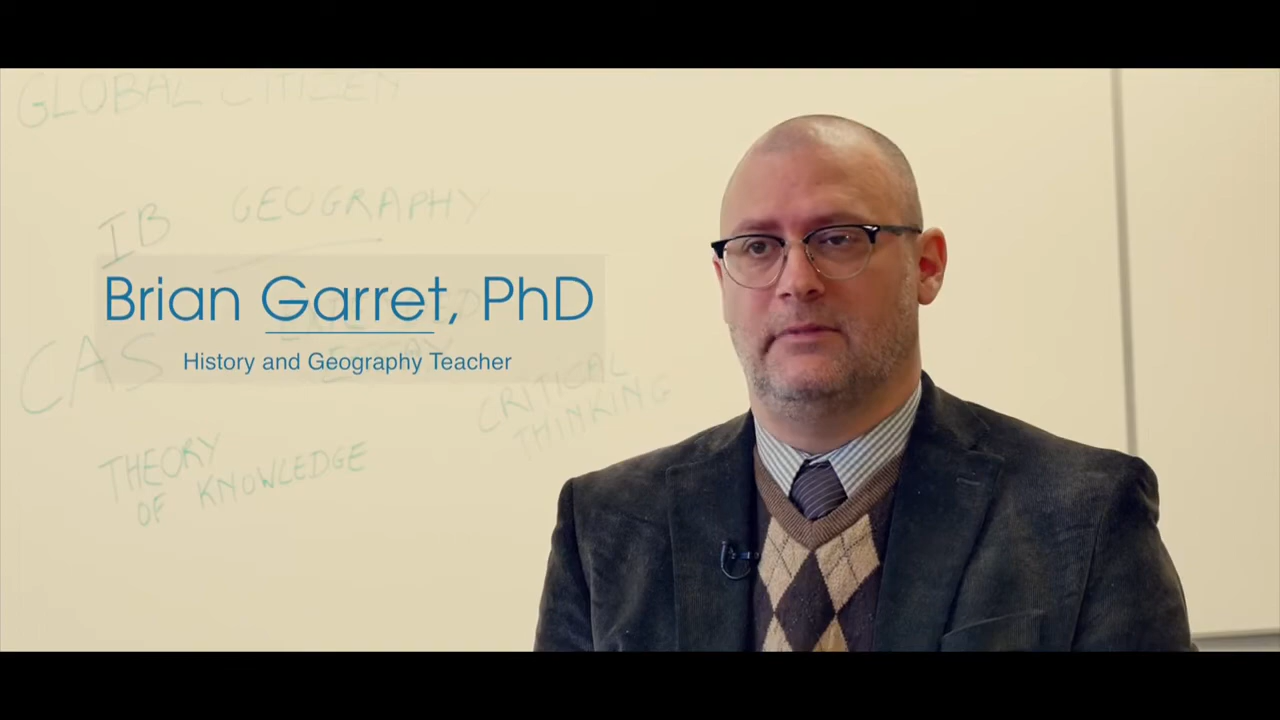 GLOBAL CITIZEN
IB GEOGRAPHY
Brian Garret, PhD
History and Geography Teacher
CAS
CRITICAL
THINKING
THEORY
OF KNOWLEDGE